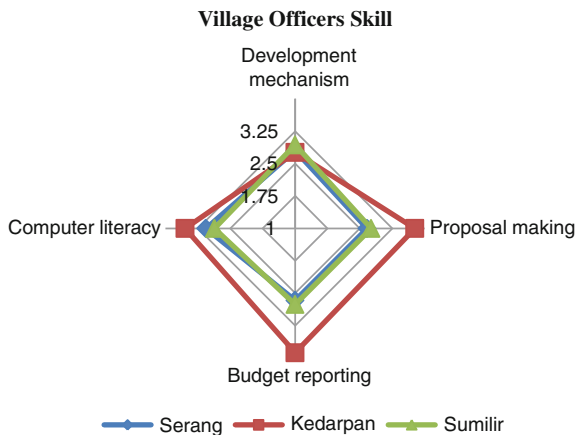 Village Officers Skill
Development
mechanism
3.25
2.5
1.75
Computer literacy
1
Proposal making
Budget reporting
Serang Kedarpan Sumilir